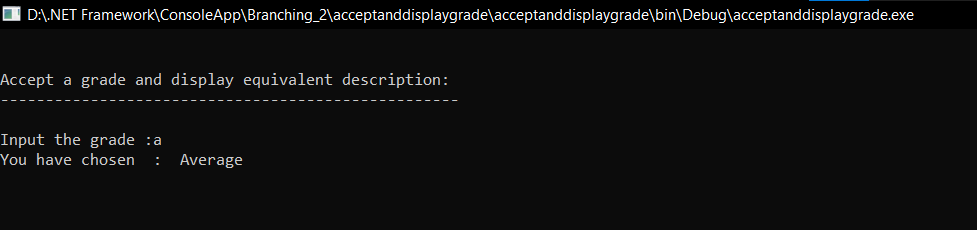 D:\.NET Framework\ConsoleApp\Branching_2\acceptanddisplaygrade\acceptanddisplaygrade\bin\Debug\acceptanddisplaygrade.exe
Accept a grade and display equivalent description:
---------------------------------------------------
Input the grade :a
You have chosen  :  Average